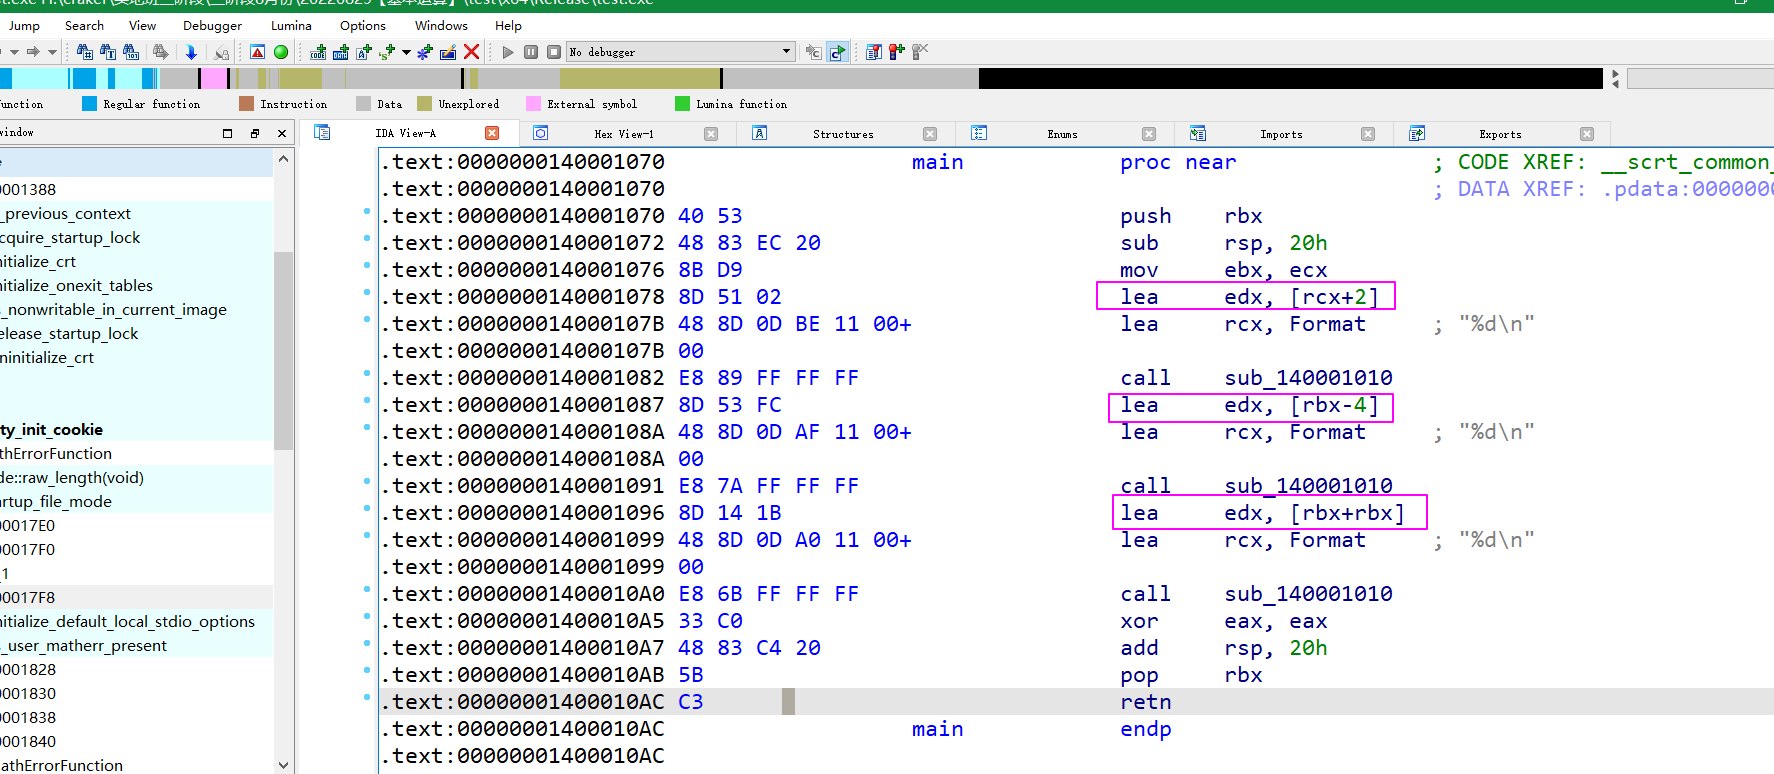 Jump Search View Debugger Lumina Options Windows Help
No debugger
unction Regular function Instruction Data Unexplored External symbol Lumina function
window
IDA View-A Hex View-1 Structures Enums Imports Exports
0001388
_previous_context
cquire_startup_lock
nitialize_crt
nitialize_onexit_tables
_nonwritable_in_current_image
elease_startup_lock
ninitialize_crt
ty_init_cookie
thErrorFunction
de::raw_length(void)
artup_file_mode
00017E0
00017F0
_1
00017F8
nitialize_default_local_stdio_options
_user_matherr_present
0001828
0001830
0001838
0001840
athErrorFunction
.text:0000000140001070 main proc near ; CODE XREF: __scrt_common_
.text:0000000140001070 ; DATA XREF: .pdata:0000000
.text:0000000140001070 40 53 push rbx
.text:0000000140001072 48 83 EC 20 sub rsp, 20h
.text:0000000140001076 8B D9 mov ebx, ecx
.text:0000000140001078 8D 51 02 lea edx, [rcx+2]
.text:000000014000107B 48 8D 0D BE 11 00+ lea rcx, Format ; "%d\n"
.text:000000014000107B 00
.text:0000000140001082 E8 89 FF FF FF call sub_140001010
.text:0000000140001087 8D 53 FC lea edx, [rbx-4]
.text:000000014000108A 48 8D 0D AF 11 00+ lea rcx, Format ; "%d\n"
.text:000000014000108A 00
.text:0000000140001091 E8 7A FF FF FF call sub_140001010
.text:0000000140001096 8D 14 1B lea edx, [rbx+rbx]
.text:0000000140001099 48 8D 0D A0 11 00+ lea rcx, Format ; "%d\n"
.text:0000000140001099 00
.text:00000001400010A0 E8 6B FF FF FF call sub_140001010
.text:00000001400010A5 33 C0 xor eax, eax
.text:00000001400010A7 48 83 C4 20 add rsp, 20h
.text:00000001400010AB 5B pop rbx
.text:00000001400010AC C3 retn
.text:00000001400010AC main endp
.text:00000001400010AC